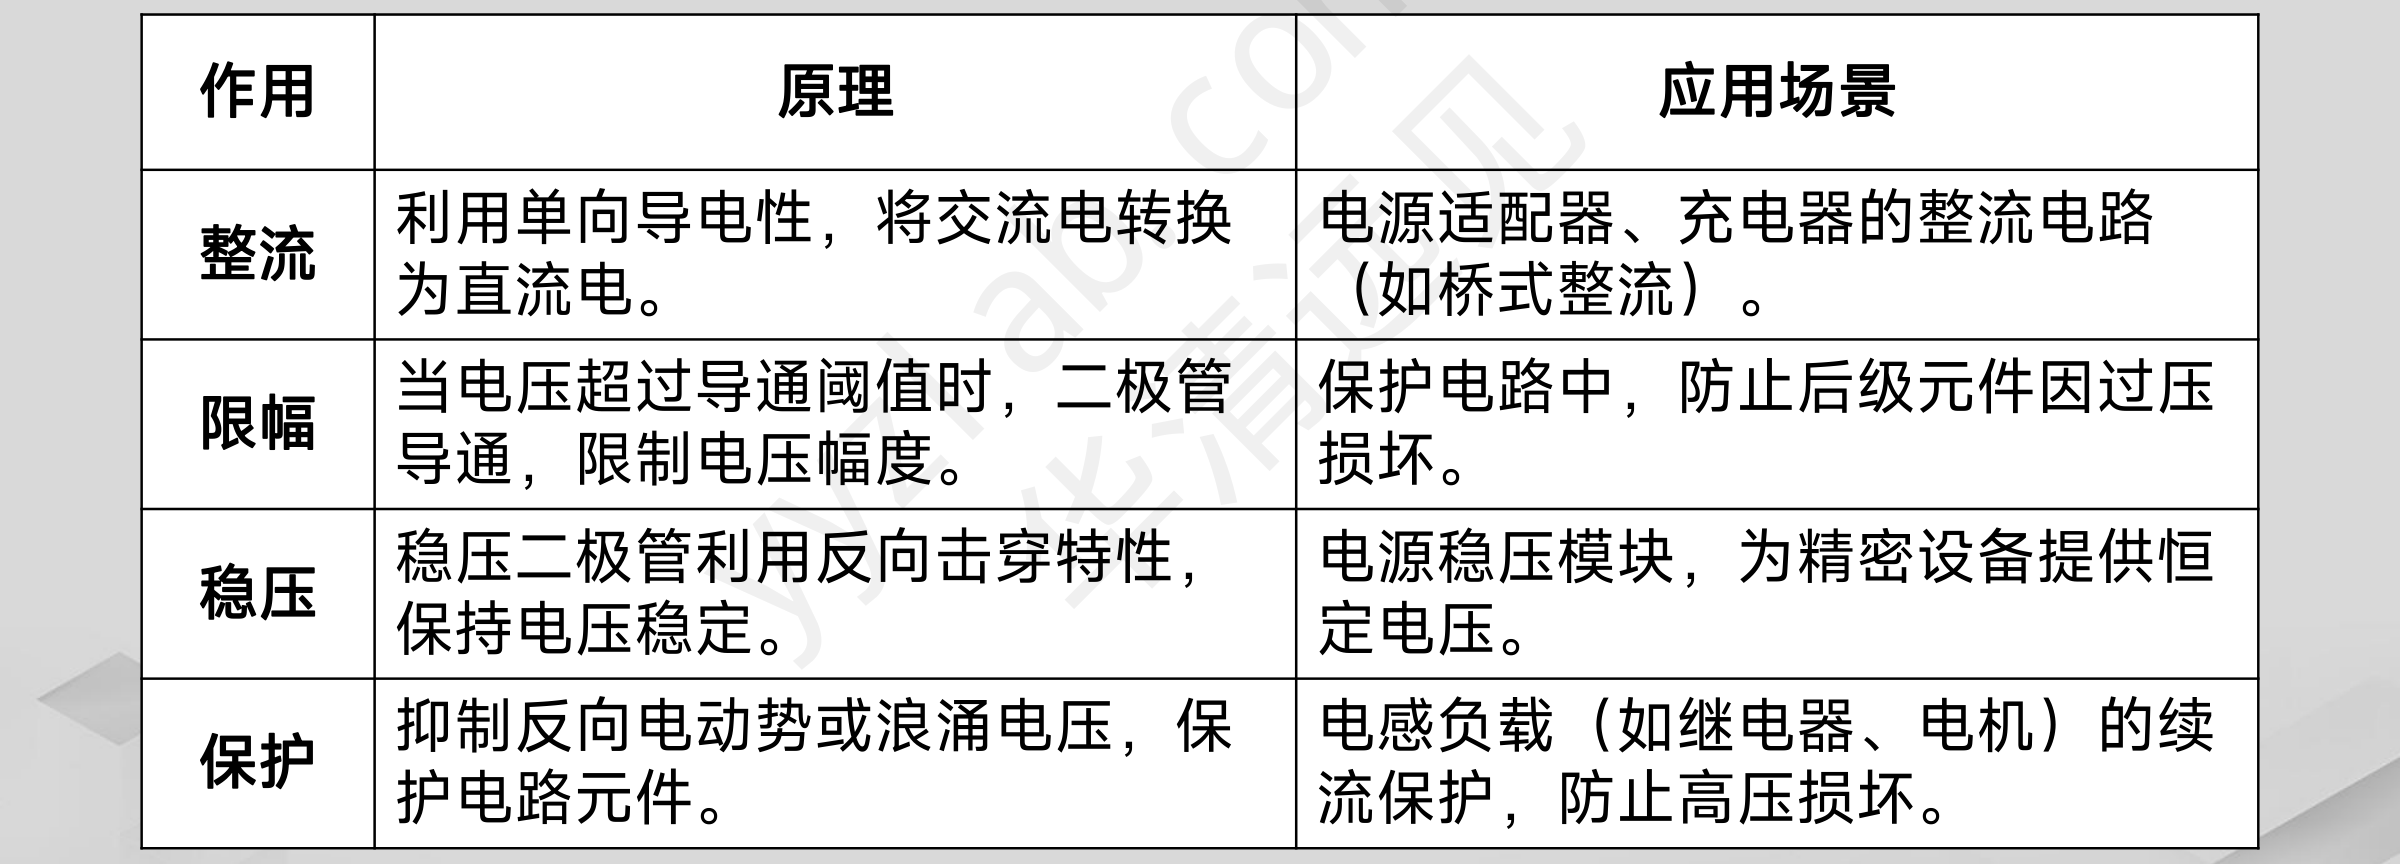 作用 原理 应用场景
整流
利用单向导电性，将交流电转换
为直流电。
电源适配器、充电器的整流电路
（如桥式整流）。
限幅
当电压超过导通阈值时，二极管
导通，限制电压幅度。
保护电路中，防止后级元件因过压
损坏。
稳压
稳压二极管利用反向击穿特性，
保持电压稳定。
电源稳压模块，为精密设备提供恒
定电压。
保护
抑制反向电动势或浪涌电压，保
护电路元件。
电感负载（如继电器、电机）的续
流保护，防止高压损坏。
华清远见